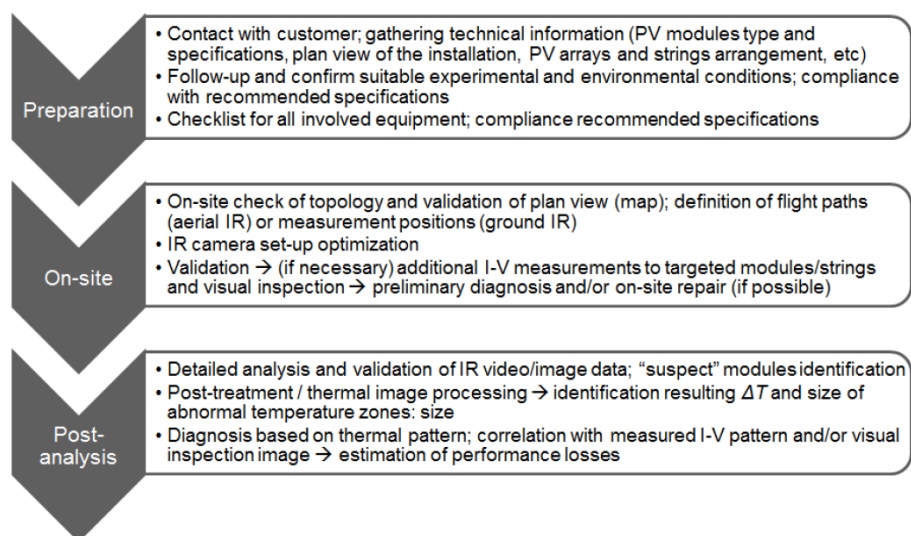 Preparation
• Contact with customer; gathering technical information (PV modules type and
specifications, plan view of the installation, PV arrays and strings arrangement, etc)
• Follow-up and confirm suitable experimental and environmental conditions; compliance
with recommended specifications
• Checklist for all involved equipment; compliance recommended specifications
On-site
• On-site check of topology and validation of plan view (map); definition of flight paths
(aerial IR) or measurement positions (ground IR)
• IR camera set-up optimization
• Validation → (if necessary) additional I-V measurements to targeted modules/strings
and visual inspection → preliminary diagnosis and/or on-site repair (if possible)
Post-
analysis
• Detailed analysis and validation of IR video/image data; “suspect” modules identification
• Post-treatment / thermal image processing → identification resulting ΔT and size of
abnormal temperature zones: size
• Diagnosis based on thermal pattern; correlation with measured I-V pattern and/or visual
inspection image → estimation of performance losses